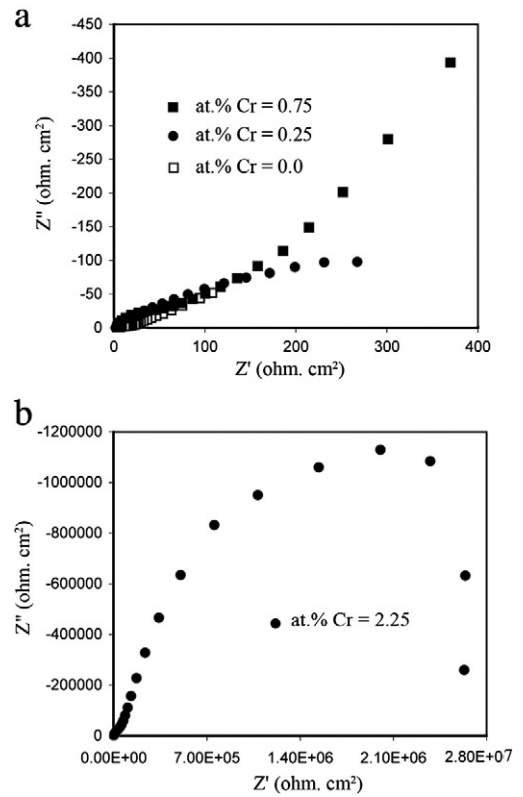 a
-450
-400
-350
-300
-250
-200
-150
-100
-50
0
Z" (ohm. cm²)
at.% Cr = 0.75
at.% Cr = 0.25
at.% Cr = 0.0
0 100 200 300 400
Z' (ohm. cm²)
b
-1200000
-1000000
-800000
-600000
-400000
-200000
0
Z" (ohm. cm²)
at.% Cr = 2.25
0.00E+00 7.00E+05 1.40E+06 2.10E+06 2.80E+07
Z' (ohm. cm²)